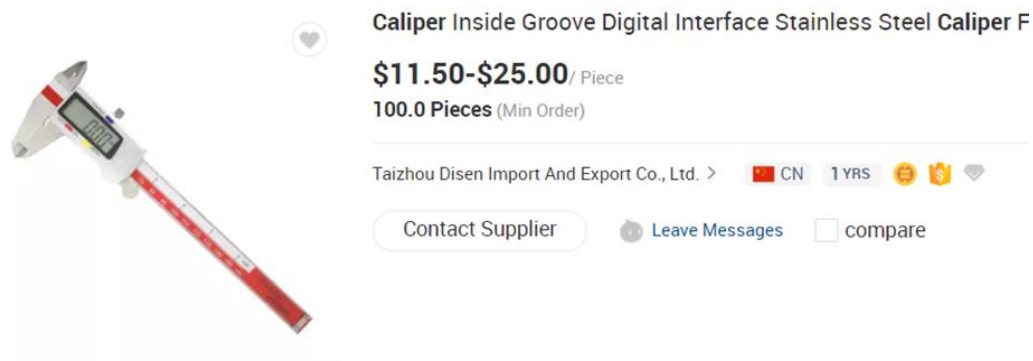 Caliper Inside Groove Digital Interface Stainless Steel Caliper F
$11.50-$25.00/ Piece
100.0 Pieces (Min Order)
Taizhou Disen Import And Export Co., Ltd. > CN 1 YRS
Contact Supplier Leave Messages compare